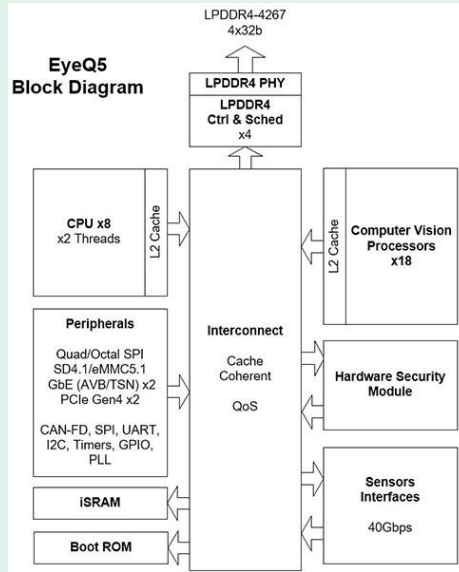 LPDDR4-4267
4x32b
EyeQ5
Block Diagram
LPDDR4 PHY
LPDDR4
Ctrl & Sched
x4
CPU x8
x2 Threads
L2 Cache
L2 Cache
Computer Vision
Processors
x18
Peripherals
Quad/Octal SPI
SD4.1/eMMC5.1
GbE (AVB/TSN) x2
PCIe Gen4 x2
CAN-FD, SPI, UART,
I2C, Timers, GPIO,
PLL
Interconnect
Cache
Coherent
QoS
Hardware Security
Module
Sensors
Interfaces
40Gbps
iSRAM
Boot ROM